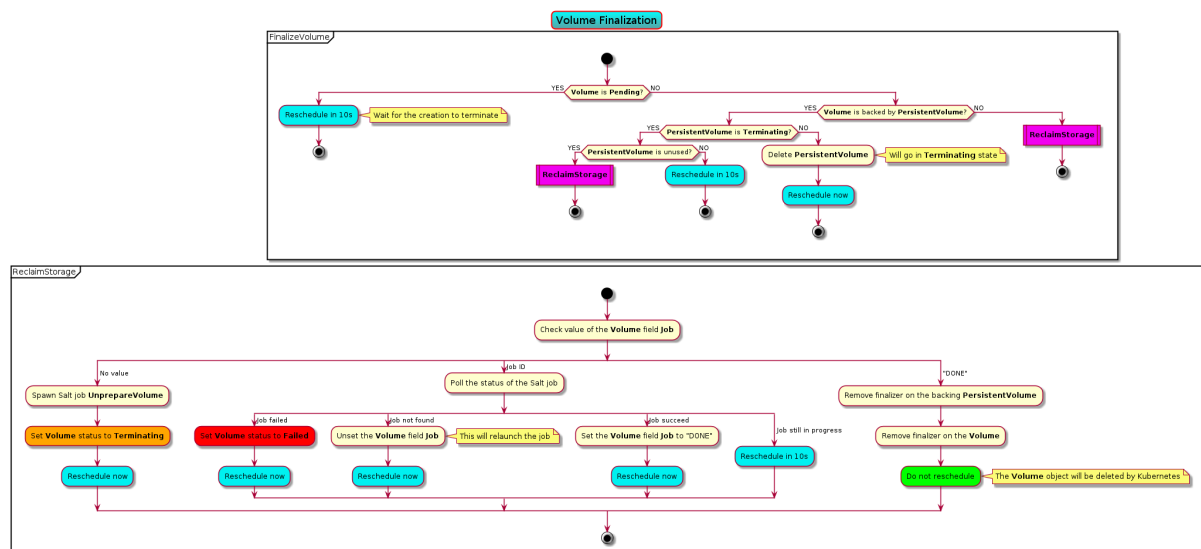 Volume Finalization
FinalizeVolume
YES
Volume is Pending?
NO
Reschedule in 10s
Wait for the creation to terminate
YES
Volume is backed by PersistentVolume?
NO
YES
PersistentVolume is Terminating?
NO
ReclaimStorage
YES
PersistentVolume is unused?
NO
Delete PersistentVolume
Will go in Terminating state
ReclaimStorage
Reschedule in 10s
Reschedule now
ReclaimStorage
Check value of the Volume field Job
No value
Job ID
"DONE"
Spawn Salt job UnprepareVolume
Poll the status of the Salt job
Remove finalizer on the backing PersistentVolume
Job failed
Job not found
Job succeed
Job still in progress
Set Volume status to Terminating
Set Volume status to Failed
Unset the Volume field Job
This will relaunch the job
Set the Volume field Job to "DONE"
Reschedule in 10s
Remove finalizer on the Volume
Reschedule now
Reschedule now
Reschedule now
Reschedule now
Do not reschedule
The Volume object will be deleted by Kubernetes